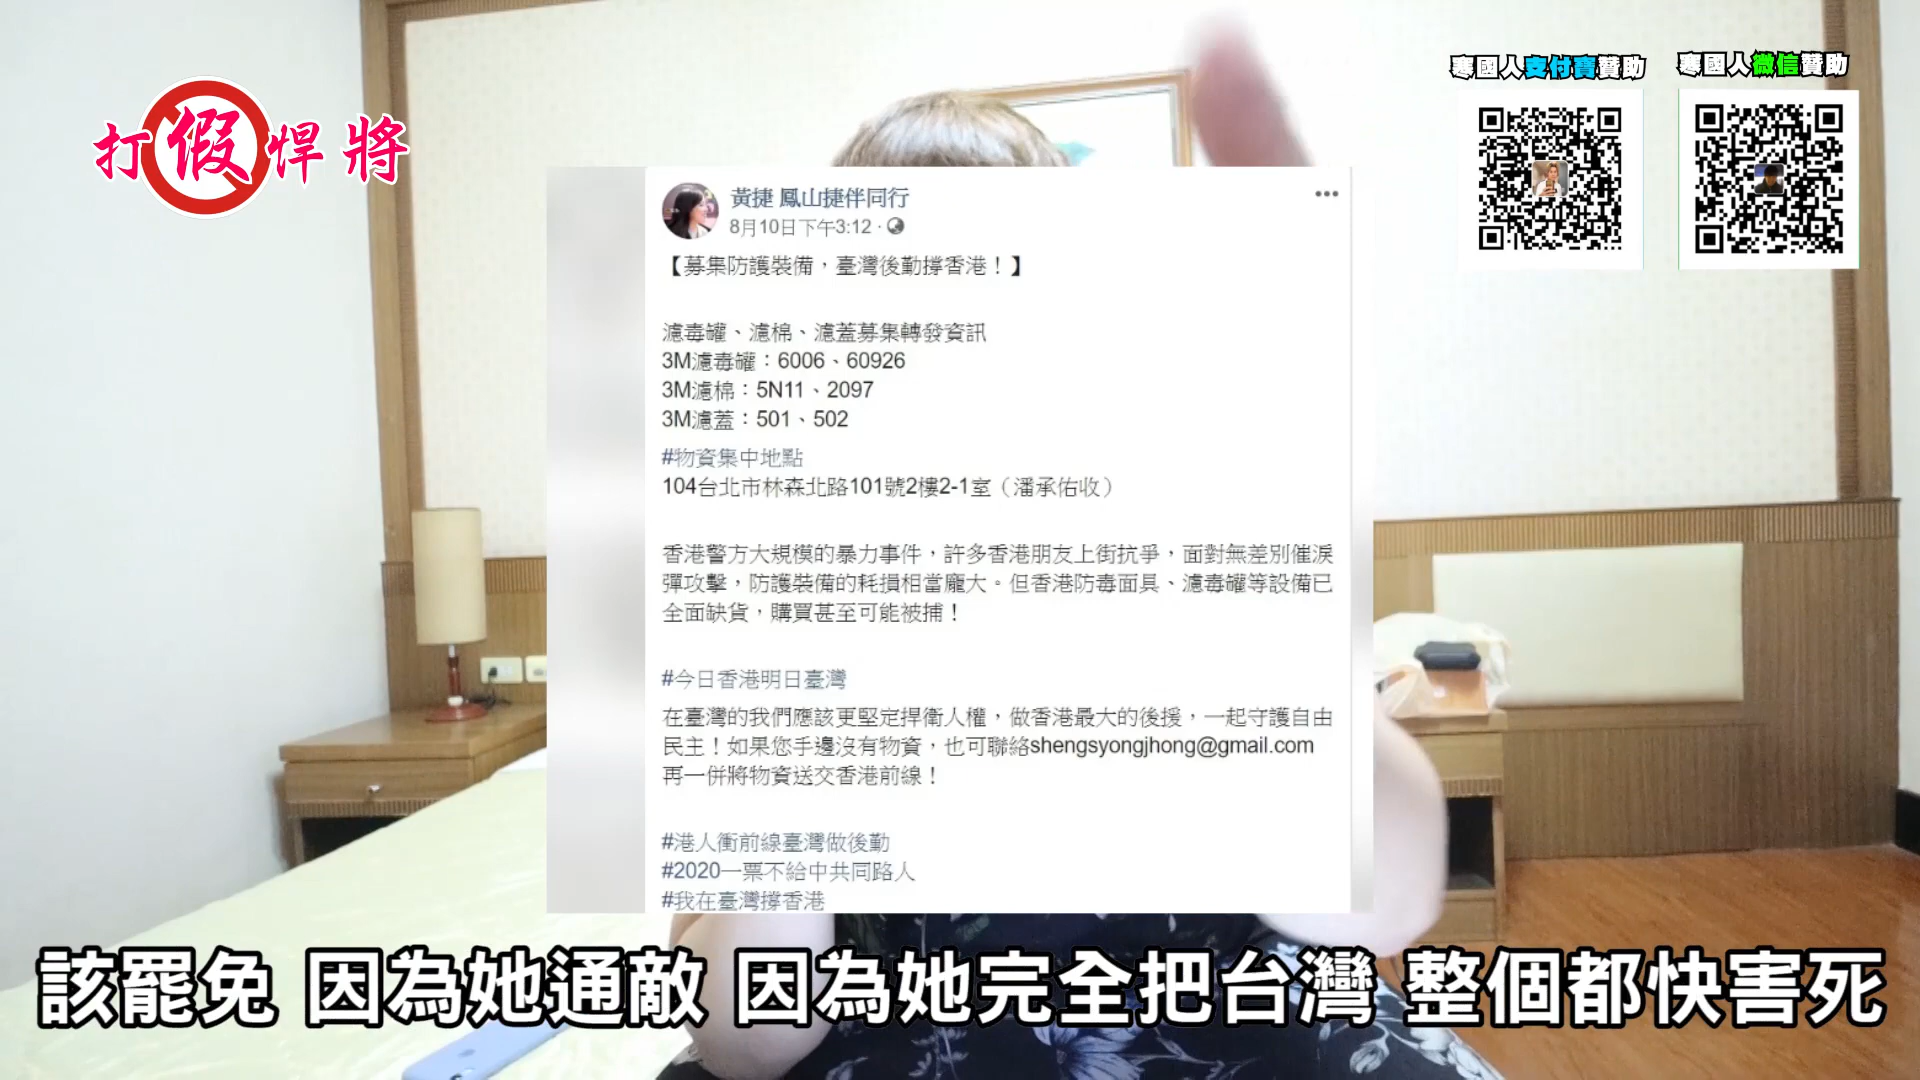 打假悍將
寒國人支付寶贊助
寒國人微信贊助
黃捷 鳳山捷伴同行
8月10日下午3:12
【募集防護裝備，臺灣後勤撐香港！】
濾毒罐、濾棉、濾蓋募集轉發資訊
3M濾毒罐：6006、60926
3M濾棉：5N11、2097
3M濾蓋：501、502
#物資集中地點
104台北市林森北路101號2樓2-1室（潘承佑收）
香港警方大規模的暴力事件，許多香港朋友上街抗爭，面對無差別催淚
彈攻擊，防護裝備的耗損相當龐大。但香港防毒面具、濾毒罐等設備已
全面缺貨，購買甚至可能被捕！
#今日香港明日臺灣
在臺灣的我們應該更堅定捍衛人權，做香港最大的後援，一起守護自由
民主！如果您手邊沒有物資，也可聯絡shengsyongjhong@gmail.com
再一併將物資送交香港前線！
#港人衝前線臺灣做後勤
#2020一票不給中共同路人
#我在臺灣撐香港
該罷免 因為她通敵 因為她完全把台灣 整個都快害死